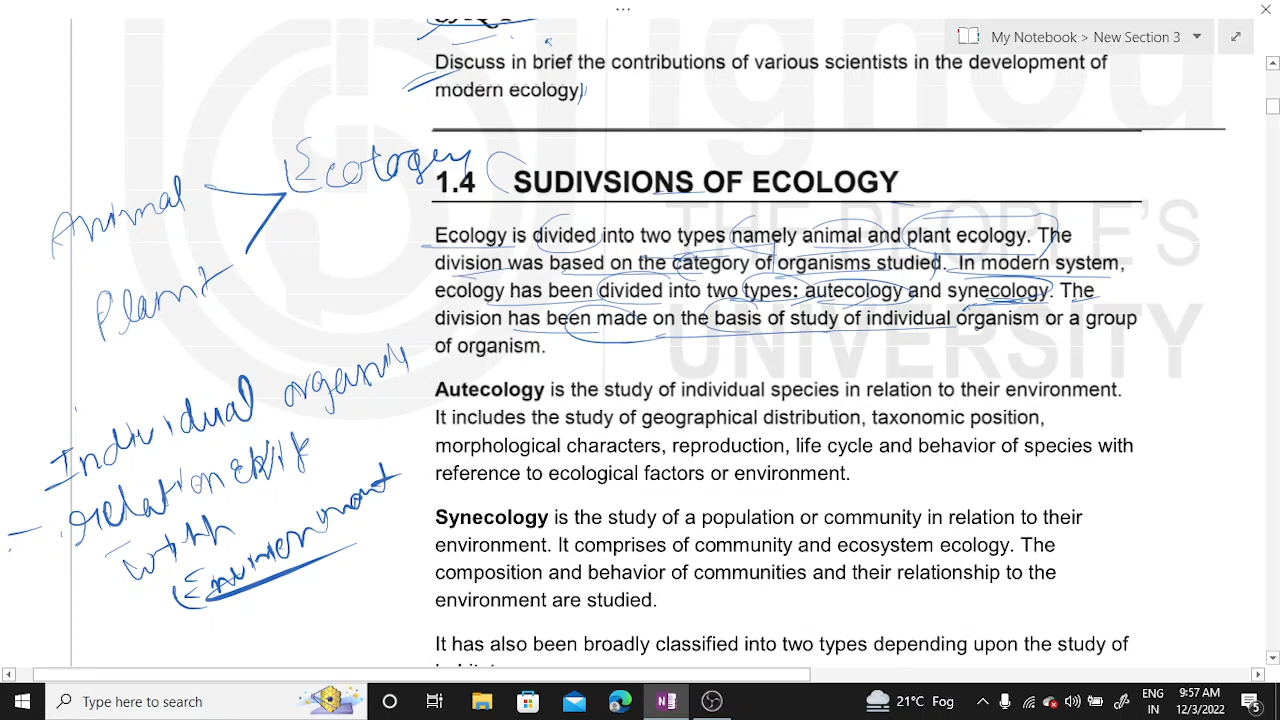 ...
My Notebook > New Section 3
Discuss in brief the contributions of various scientists in the development of
modern ecology
1.4 SUDIVSIONS OF ECOLOGY
Ecology is divided into two types namely animal and plant ecology. The
division was based on the category of organisms studied. In modern system,
ecology has been divided into two types: autecology and synecology. The
division has been made on the basis of study of individual organism or a group
of organism.
Autecology is the study of individual species in relation to their environment.
It includes the study of geographical distribution, taxonomic position,
morphological characters, reproduction, life cycle and behavior of species with
reference to ecological factors or environment.
Synecology is the study of a population or community in relation to their
environment. It comprises of community and ecosystem ecology. The
composition and behavior of communities and their relationship to the
environment are studied.
It has also been broadly classified into two types depending upon the study of
Ecology
Animal
Plant
Individual
relationship
with
ignou
THE PEOPLE'S
UNIVERSITY
Type here to search
21°C Fog
ENG
IN
9:57 AM
12/3/2022
5